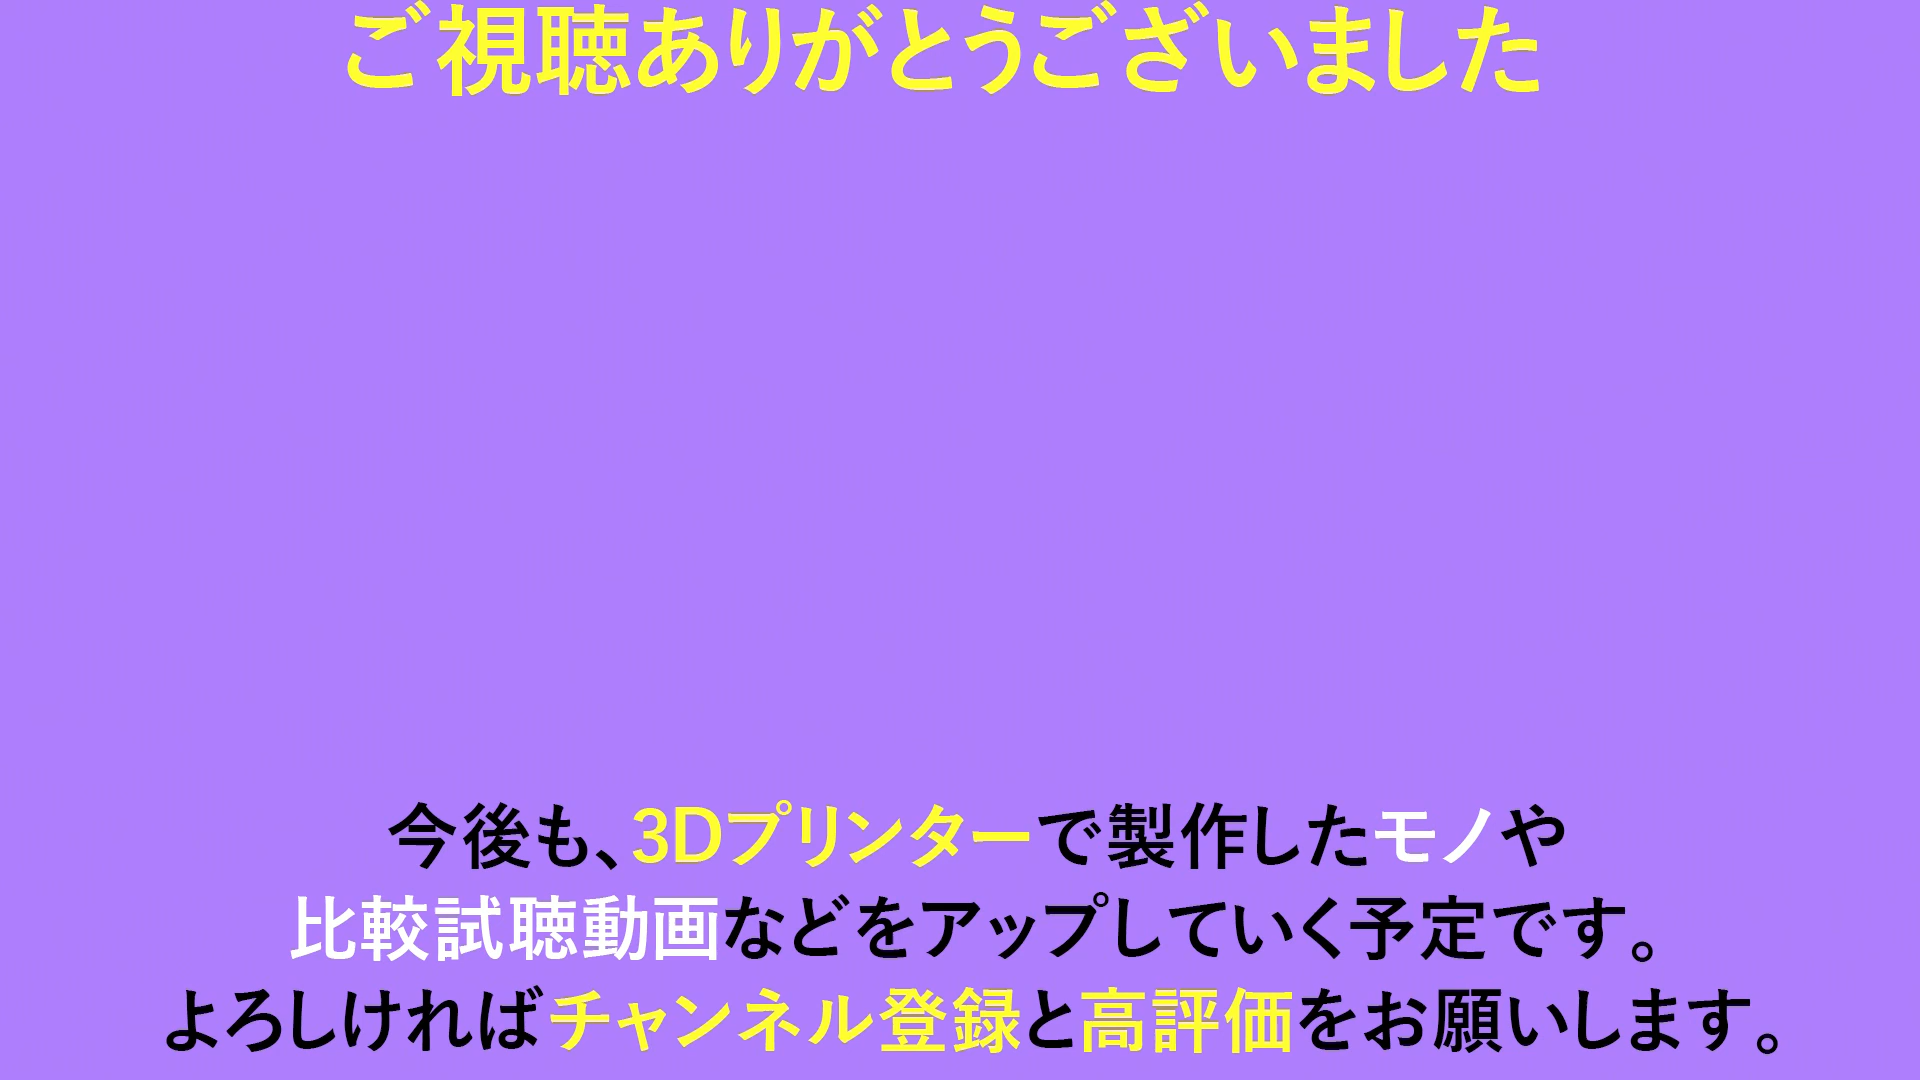 ご視聴ありがとうございました
今後も、3Dプリンターで製作したモノや
比較試聴動画などをアップしていく予定です。
よろしければチャンネル登録と高評価をお願いします。